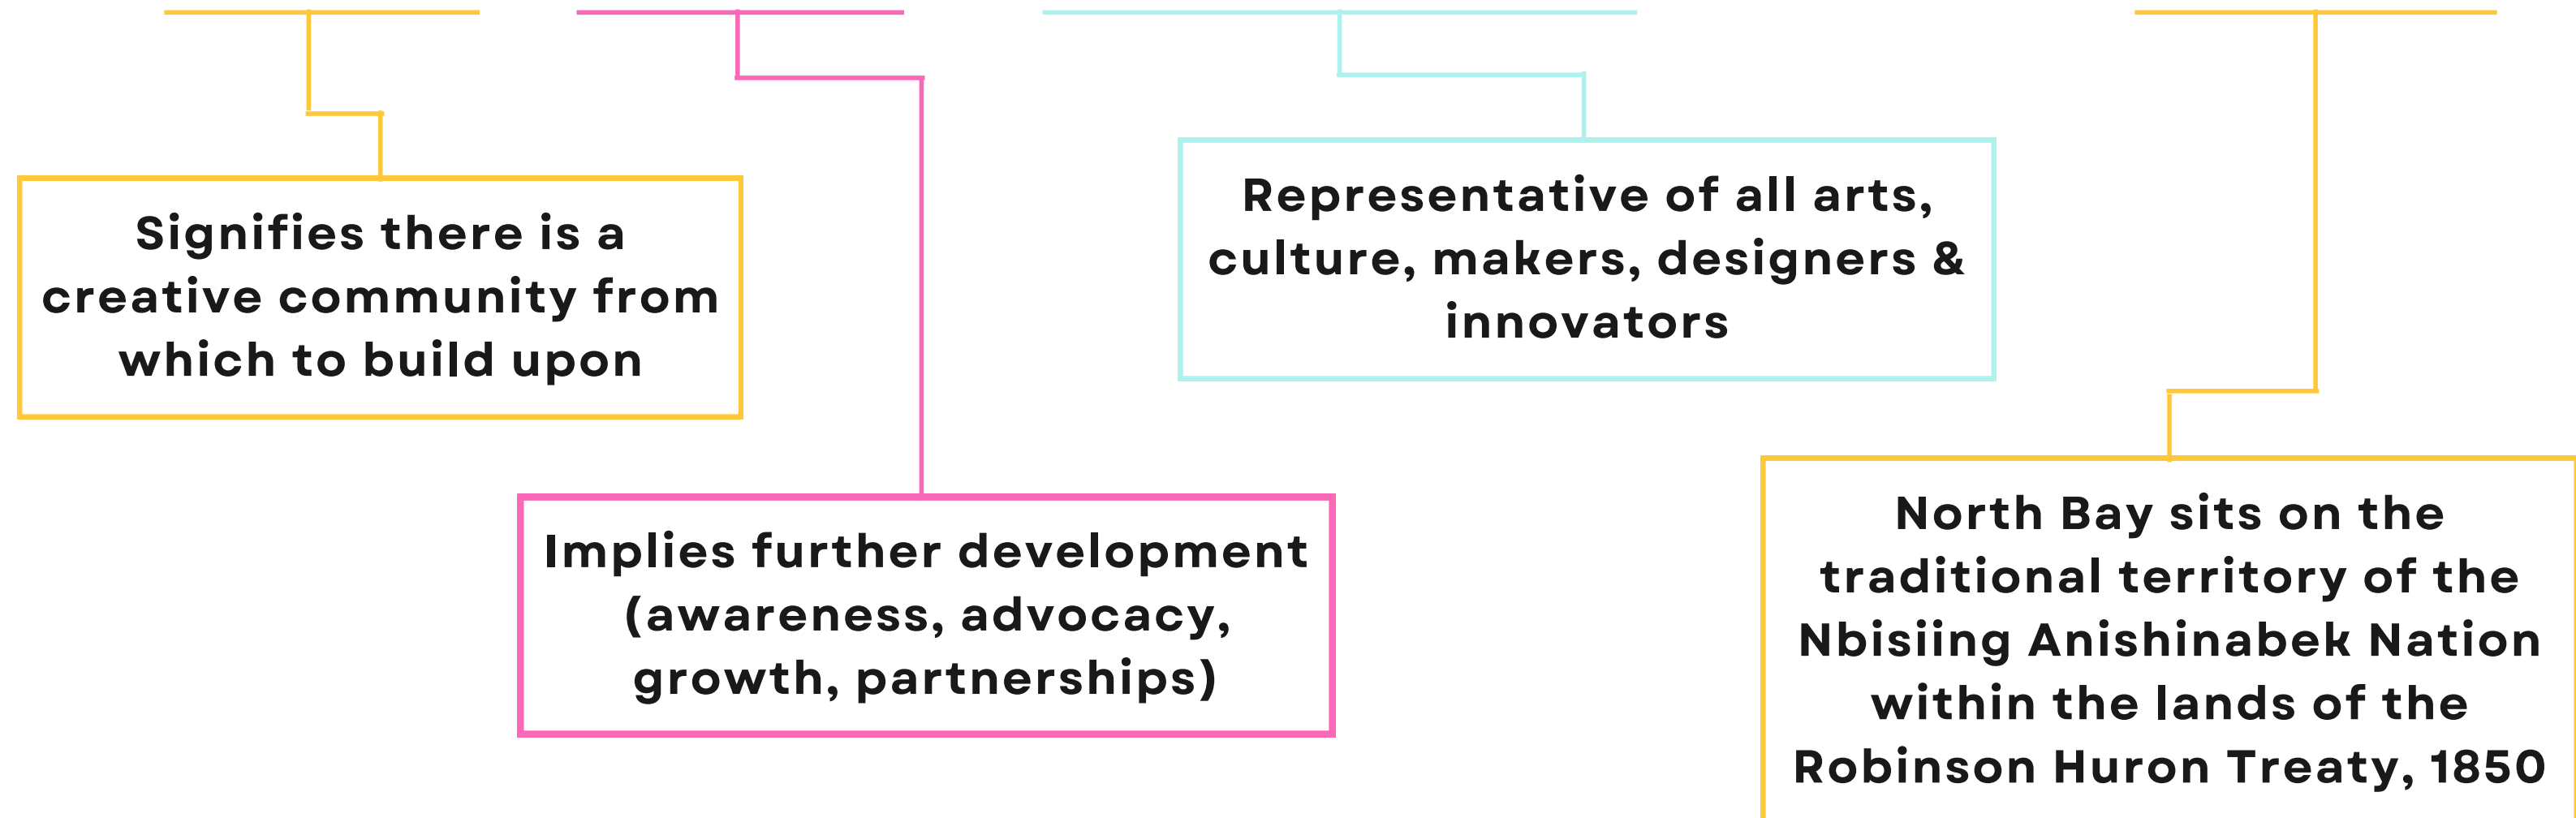 Signifies there is a
creative community from
which to build upon
Implies further development
(awareness, advocacy,
growth, partnerships)
Representative of all arts,
culture, makers, designers &
innovators
North Bay sits on the
traditional territory of the
Nbisiing Anishinabek Nation
within the lands of the
Robinson Huron Treaty, 1850